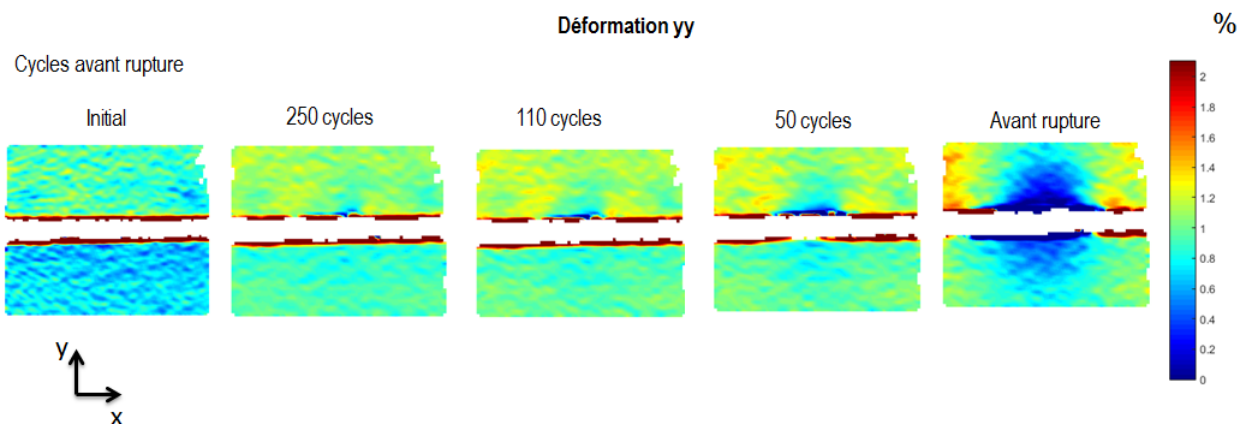 Déformation yy
%
Cycles avant rupture
Initial
250 cycles
110 cycles
50 cycles
Avant rupture
2
1.8
1.6
1.4
1.2
1
0.8
0.6
0.4
0.2
0
y
x